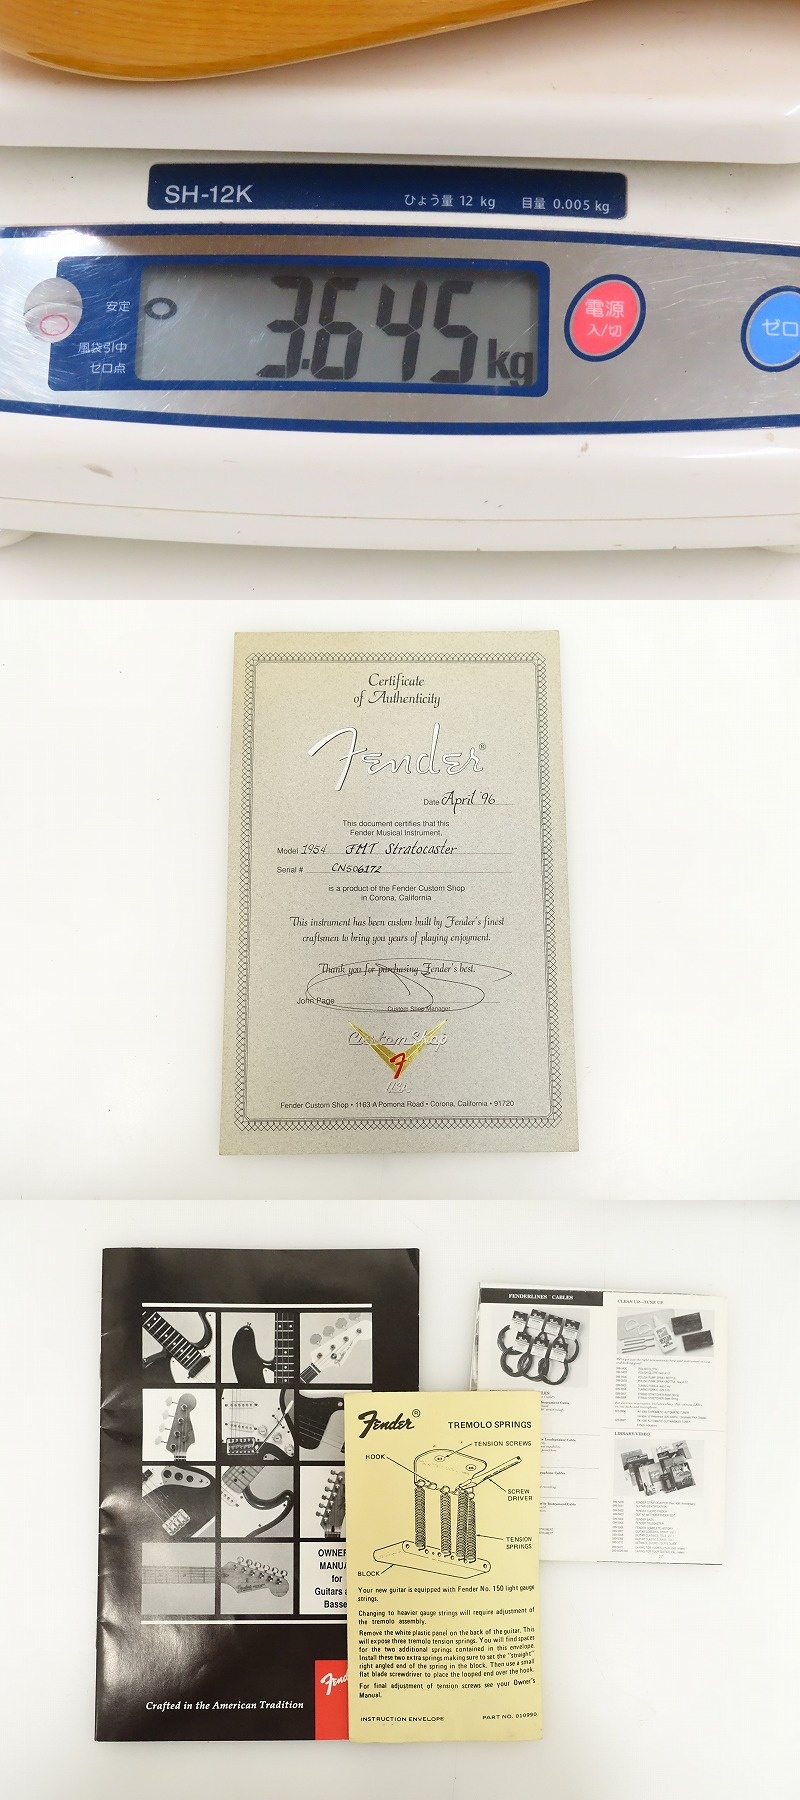 SH-12K
ひょう量 12 kg 目量 0.005 kg
安定
風袋引中
ゼロ点
3.645 kg
電源
入/切
ゼロ
Certificate
of Authenticity
Fender®
Date April '96
This document certifies that this
Fender Musical Instrument,
Model 1954 FMT Stratocaster
Serial # CN506172
is a product of the Fender Custom Shop
in Corona, California
This instrument has been custom built by Fender's finest
craftsmen to bring you years of playing enjoyment.
Thank you for purchasing Fender's best.
John Page
Custom Shop Manager
Custom Shop
USA
Fender Custom Shop • 1163 A Pomona Road • Corona, California • 91720
OWNER
MANUA
for
Guitars a
Basse
Fend
Crafted in the American Tradition
Fender®
TREMOLO SPRINGS
TENSION SCREWS
HOOK
SCREW
DRIVER
TENSION
SPRINGS
BLOCK
Your new guitar is equipped with Fender No. 150 light gauge
strings.
Changing to heavier gauge strings will require adjustment of
the tremolo assembly.
Remove the white plastic panel on the back of the guitar. This
will expose three tremolo tension springs. You will find spaces
for the two additional springs contained in this envelope.
Install these two extra springs making sure to set the "straight"
right angled end of the spring in the block. Then use a small
flat blade screwdriver to place the looped end over the hook.
For final adjustment of tension screws see your Owner's
Manual.
INSTRUCTION ENVELOPE PART NO. 010990
FENDERLINES CABLES
CLEAN UP—TUNE UP
LIBRARY/VIDEO